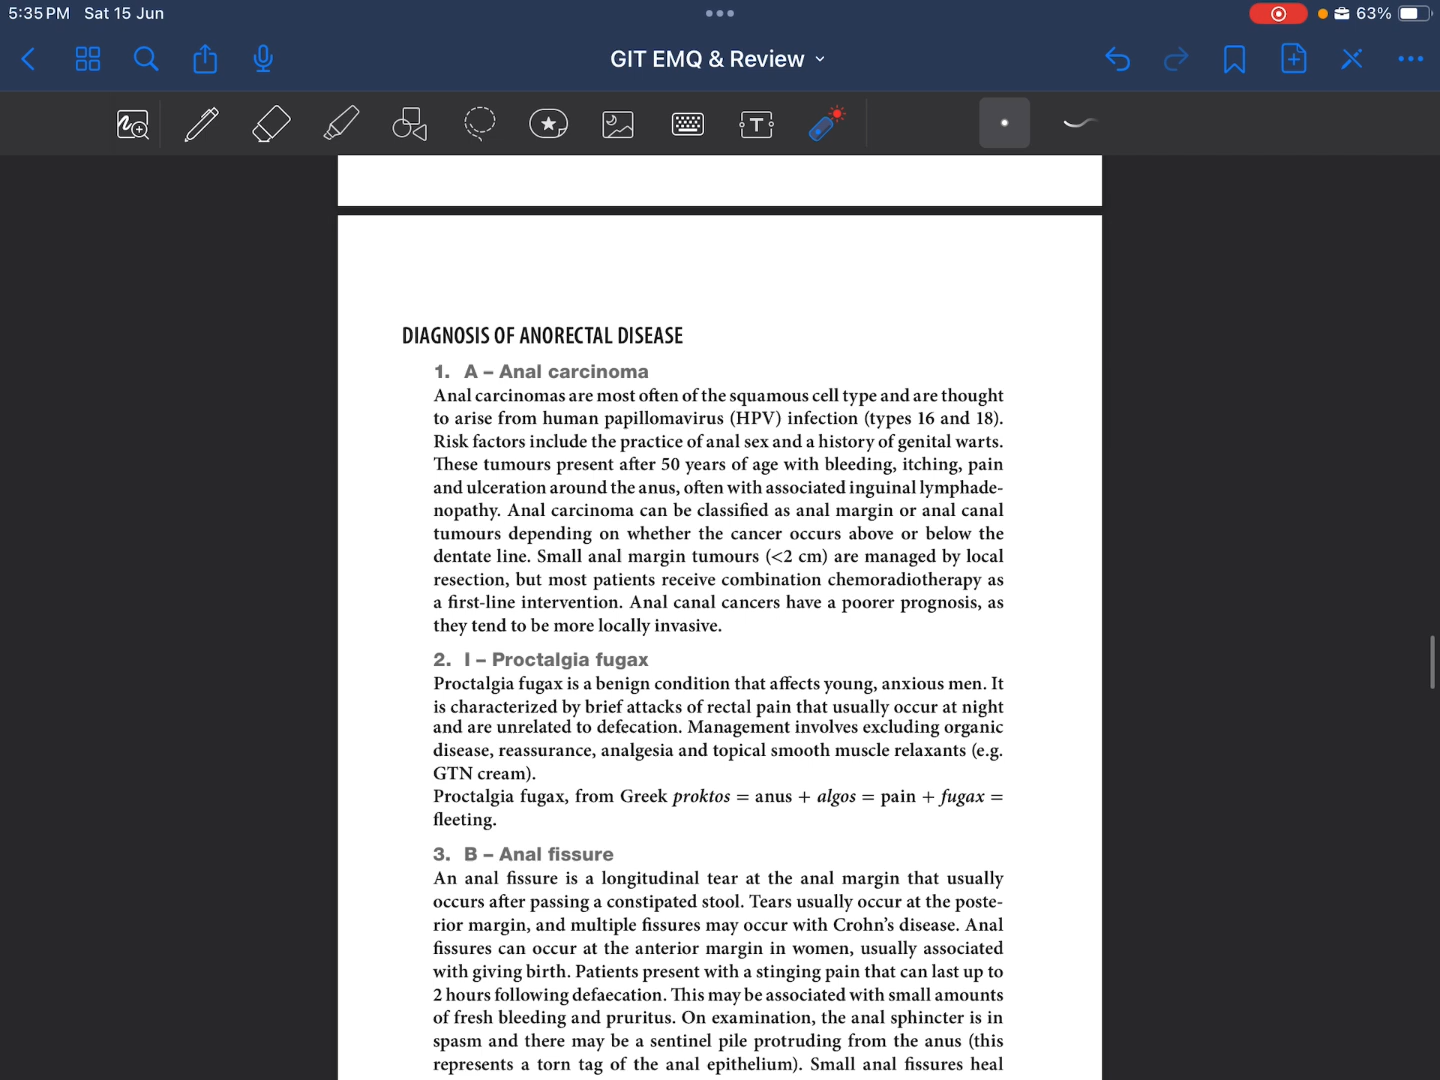 5:35 PM Sat 15 Jun
63%
GIT EMQ & Review
T
DIAGNOSIS OF ANORECTAL DISEASE
1. A – Anal carcinoma
Anal carcinomas are most often of the squamous cell type and are thought
to arise from human papillomavirus (HPV) infection (types 16 and 18).
Risk factors include the practice of anal sex and a history of genital warts.
These tumours present after 50 years of age with bleeding, itching, pain
and ulceration around the anus, often with associated inguinal lymphade-
nopathy. Anal carcinoma can be classified as anal margin or anal canal
tumours depending on whether the cancer occurs above or below the
dentate line. Small anal margin tumours (<2 cm) are managed by local
resection, but most patients receive combination chemoradiotherapy as
a first-line intervention. Anal canal cancers have a poorer prognosis, as
they tend to be more locally invasive.
2. I – Proctalgia fugax
Proctalgia fugax is a benign condition that affects young, anxious men. It
is characterized by brief attacks of rectal pain that usually occur at night
and are unrelated to defecation. Management involves excluding organic
disease, reassurance, analgesia and topical smooth muscle relaxants (e.g.
GTN cream).
Proctalgia fugax, from Greek proktos = anus + algos = pain + fugax =
fleeting.
3. B – Anal fissure
An anal fissure is a longitudinal tear at the anal margin that usually
occurs after passing a constipated stool. Tears usually occur at the poste-
rior margin, and multiple fissures may occur with Crohn's disease. Anal
fissures can occur at the anterior margin in women, usually associated
with giving birth. Patients present with a stinging pain that can last up to
2 hours following defaecation. This may be associated with small amounts
of fresh bleeding and pruritus. On examination, the anal sphincter is in
spasm and there may be a sentinel pile protruding from the anus (this
represents a torn tag of the anal epithelium). Small anal fissures heal